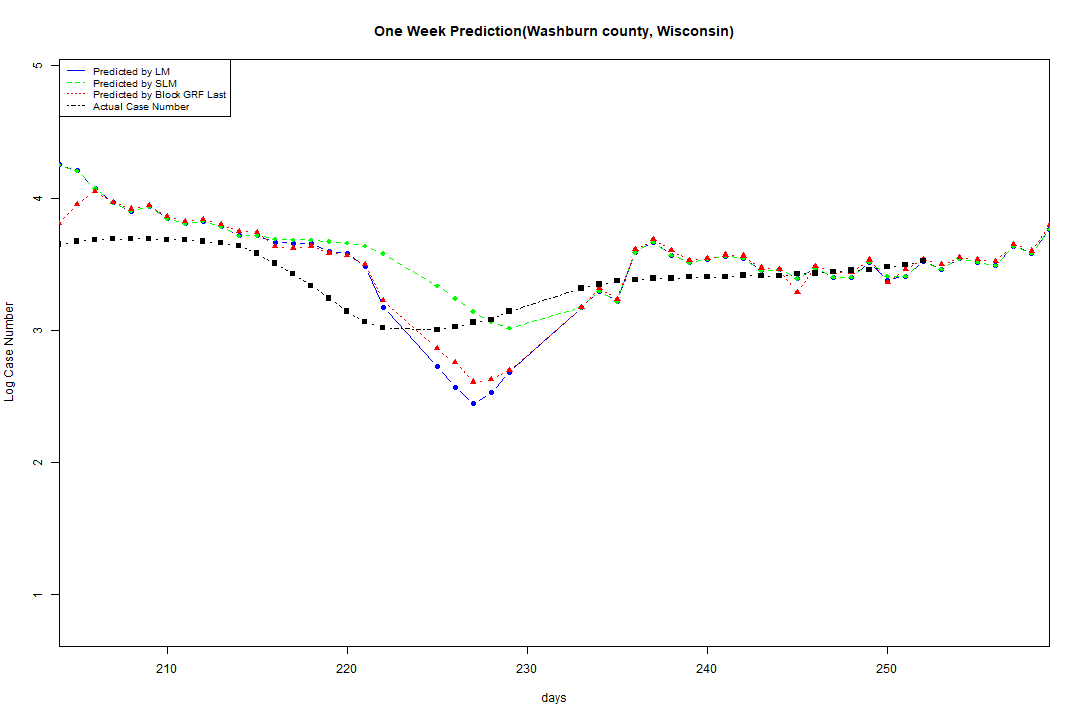 One Week Prediction(Washburn county, Wisconsin)
Predicted by LM
Predicted by SLM
Predicted by Block GRF Last
Actual Case Number
5
4
3
2
1
Log Case Number
210 220 230 240 250
days